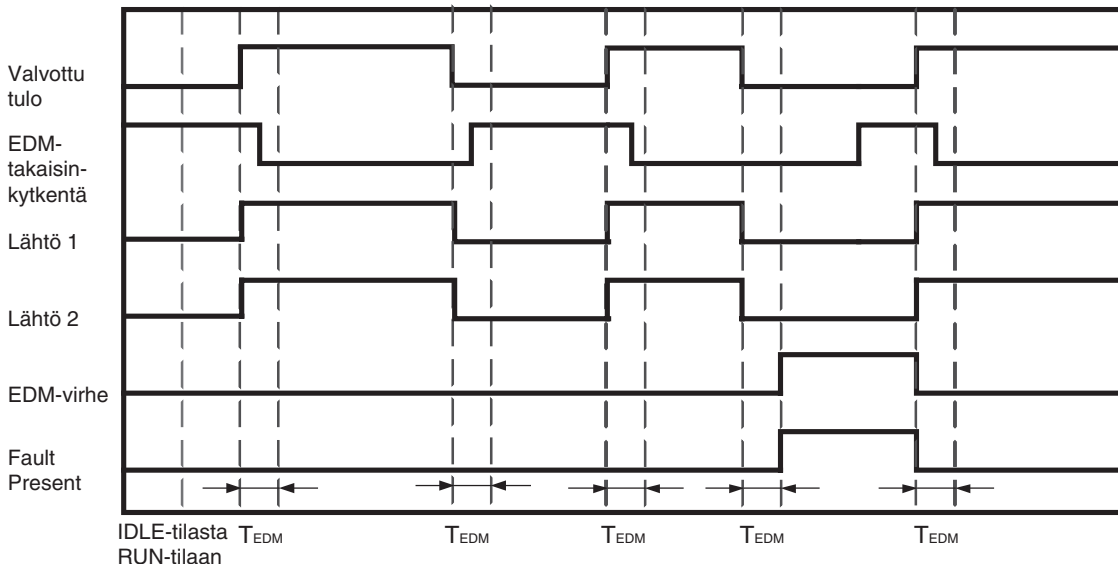 Valvottu
tulo
EDM-
takaisin-
kytkentä
Lähtö 1
Lähtö 2
EDM-virhe
Fault
Present
IDLE-tilasta
RUN-tilaan
TEDM
TEDM
TEDM
TEDM
TEDM